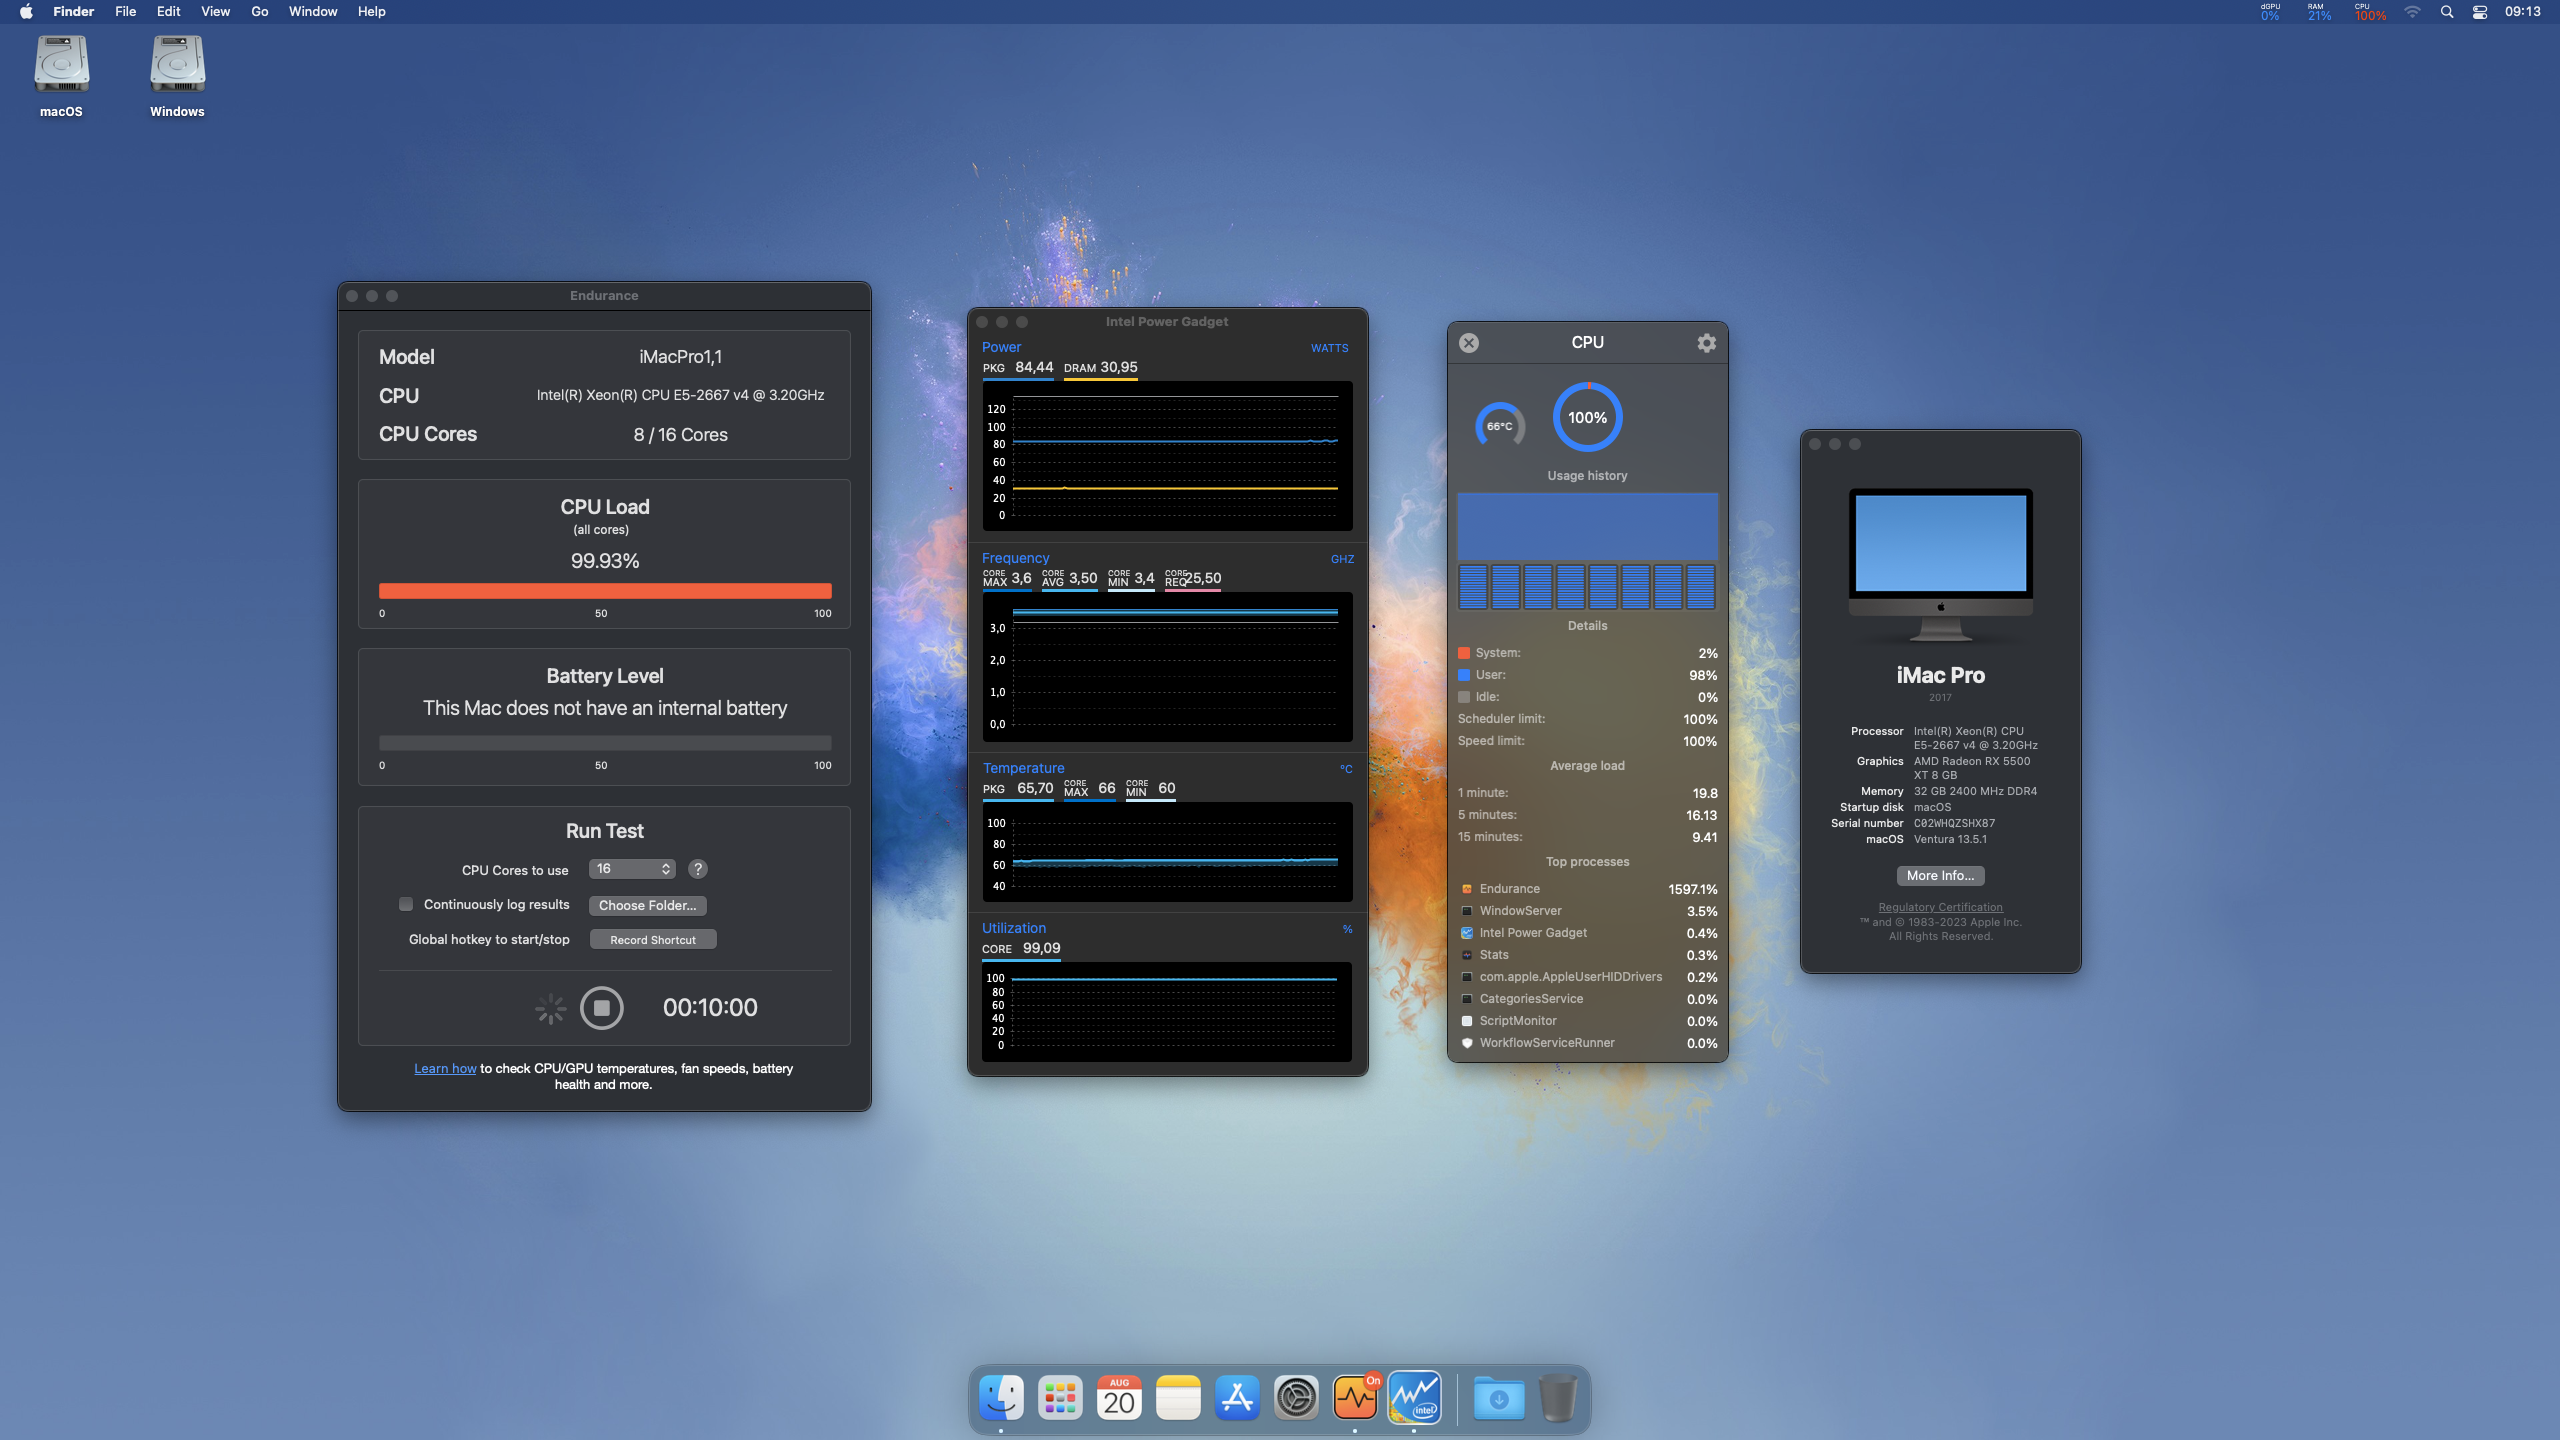 Finder File Edit View Go Window Help
dGPU 0% RAM 21% CPU 100% 09:13
macOS Windows
Endurance
Model iMacPro1,1
CPU Intel(R) Xeon(R) CPU E5-2667 v4 @ 3.20GHz
CPU Cores 8 / 16 Cores
CPU Load
(all cores)
99.93%
0 50 100
Battery Level
This Mac does not have an internal battery
0 50 100
Run Test
CPU Cores to use 16 ?
Continuously log results Choose Folder...
Global hotkey to start/stop Record Shortcut
00:10:00
Learn how to check CPU/GPU temperatures, fan speeds, battery
health and more.
Intel Power Gadget
Power WATTS
PKG 84,44 DRAM 30,95
120
100
80
60
40
20
0
Frequency GHZ
CORE MAX 3,6 CORE AVG 3,50 CORE MIN 3,4 CORE REQ 25,50
3,0
2,0
1,0
0,0
Temperature °C
PKG 65,70 CORE MAX 66 CORE MIN 60
100
80
60
40
Utilization %
CORE 99,09
100
80
60
40
20
0
CPU
66°C 100%
Usage history
Details
System: 2%
User: 98%
Idle: 0%
Scheduler limit: 100%
Speed limit: 100%
Average load
1 minute: 19.8
5 minutes: 16.13
15 minutes: 9.41
Top processes
Endurance 1597.1%
WindowServer 3.5%
Intel Power Gadget 0.4%
Stats 0.3%
com.apple.AppleUserHIDDrivers 0.2%
CategoriesService 0.0%
ScriptMonitor 0.0%
WorkflowServiceRunner 0.0%
iMac Pro
2017
Processor Intel(R) Xeon(R) CPU
E5-2667 v4 @ 3.20GHz
Graphics AMD Radeon RX 5500
XT 8 GB
Memory 32 GB 2400 MHz DDR4
Startup disk macOS
Serial number C02WHQZSHX87
macOS Ventura 13.5.1
More Info...
Regulatory Certification
™ and © 1983-2023 Apple Inc.
All Rights Reserved.
AUG
20
On
intel